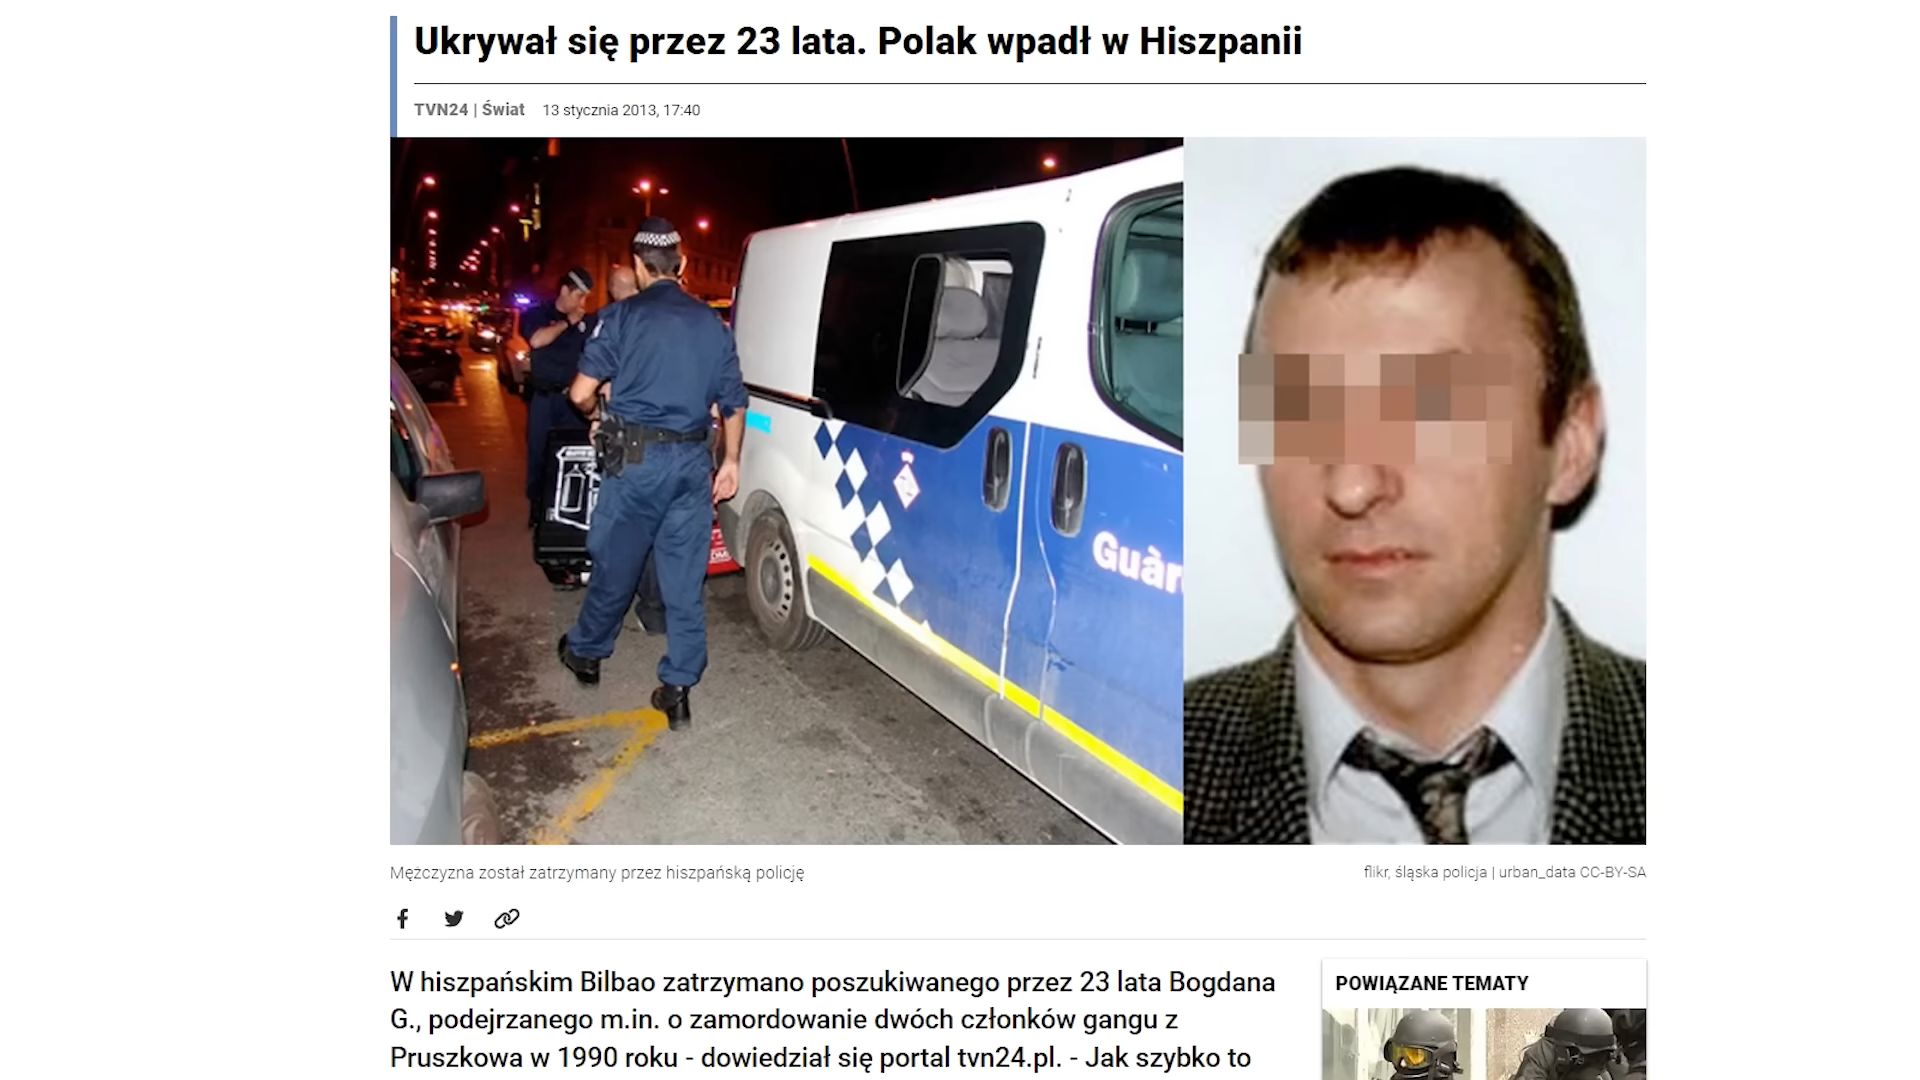 Ukrywał się przez 23 lata. Polak wpadł w Hiszpanii
TVN24 | Świat 13 stycznia 2013, 17:40
Guàr
Mężczyzna został zatrzymany przez hiszpańską policję
flikr, śląska policja | urban_data CC-BY-SA
W hiszpańskim Bilbao zatrzymano poszukiwanego przez 23 lata Bogdana
G., podejrzanego m.in. o zamordowanie dwóch członków gangu z
Pruszkowa w 1990 roku - dowiedział się portal tvn24.pl. - Jak szybko to
POWIĄZANE TEMATY